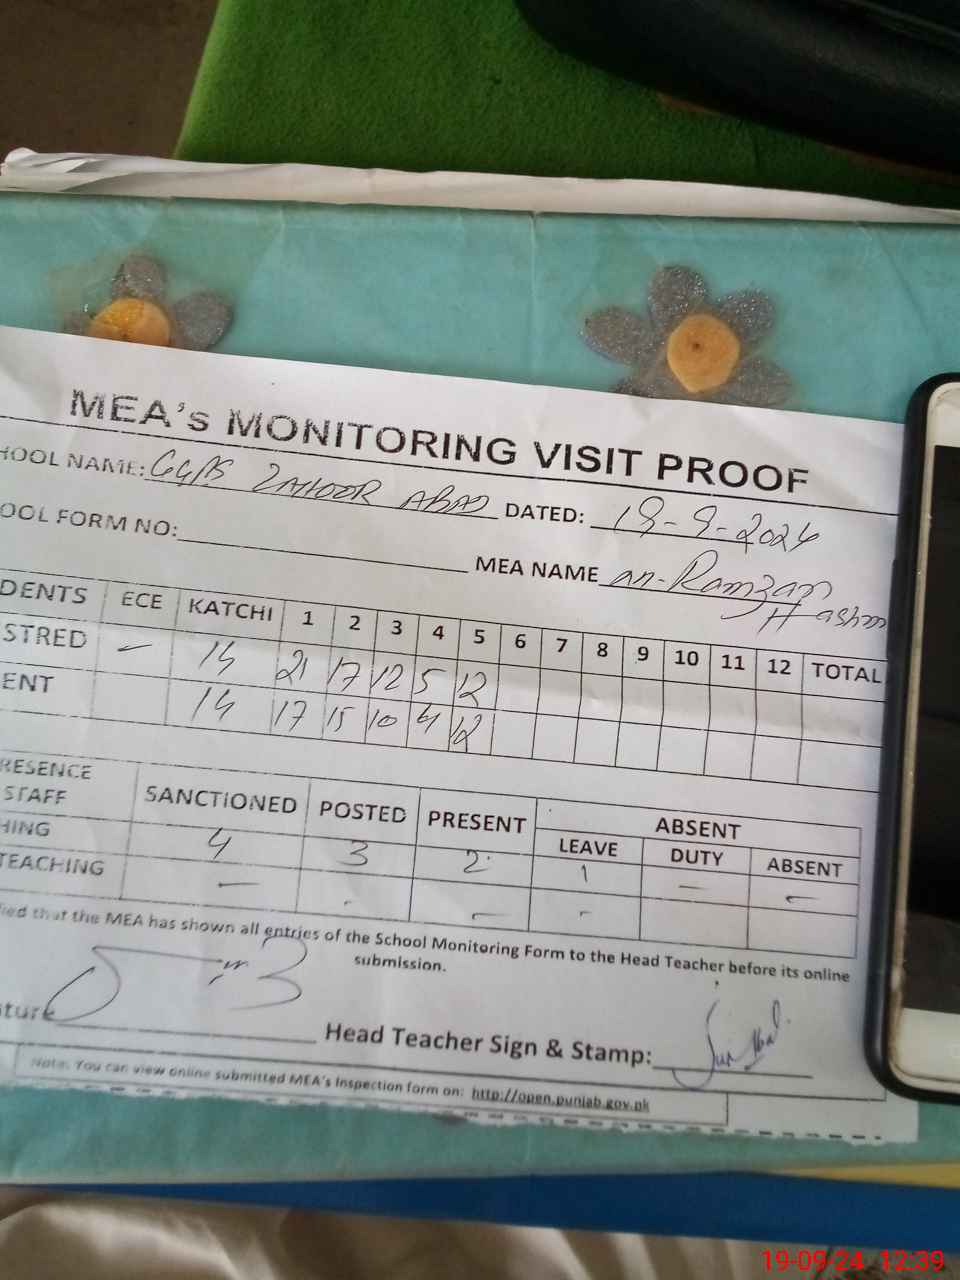 MEA's MONITORING VISIT PROOF
HOOL NAME: GGPS ZAHOOR ABAD DATED: 19-9-2024
OOL FORM NO: MEA NAME Ramzan Hashm
DENTS ECE KATCHI 1 2 3 4 5 6 7 8 9 10 11 12 TOTAL
STRED – 21 17 12 5 12
ENT 17 15 10 4 12
RESENCE STAFF SANCTIONED POSTED PRESENT ABSENT
LEAVE DUTY ABSENT
HING 4 3 2 1 – –
TEACHING – - – -
fied that the MEA has shown all entries of the School Monitoring Form to the Head Teacher before its online
submission.
ture Head Teacher Sign & Stamp:
Note: You can view online submitted MEA's Inspection form on: http://open.punjab.gov.pk
19-09-24 12:39